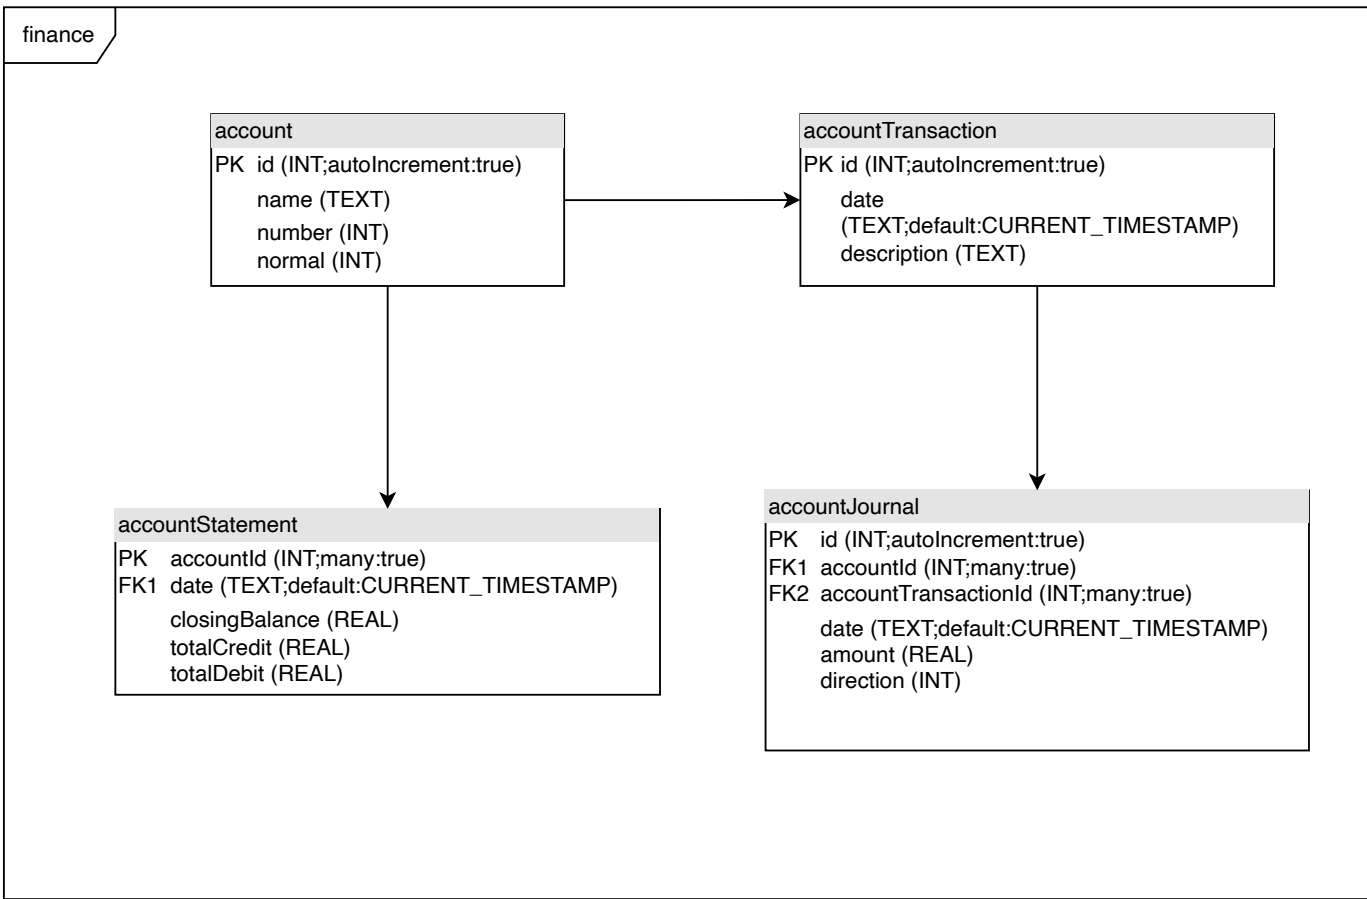 finance
account
PK id (INT;autoIncrement:true)
name (TEXT)
number (INT)
normal (INT)
accountTransaction
PK id (INT;autoIncrement:true)
date
(TEXT;default:CURRENT_TIMESTAMP)
description (TEXT)
accountStatement
PK accountId (INT;many:true)
FK1 date (TEXT;default:CURRENT_TIMESTAMP)
closingBalance (REAL)
totalCredit (REAL)
totalDebit (REAL)
accountJournal
PK id (INT;autoIncrement:true)
FK1 accountId (INT;many:true)
FK2 accountTransactionId (INT;many:true)
date (TEXT;default:CURRENT_TIMESTAMP)
amount (REAL)
direction (INT)